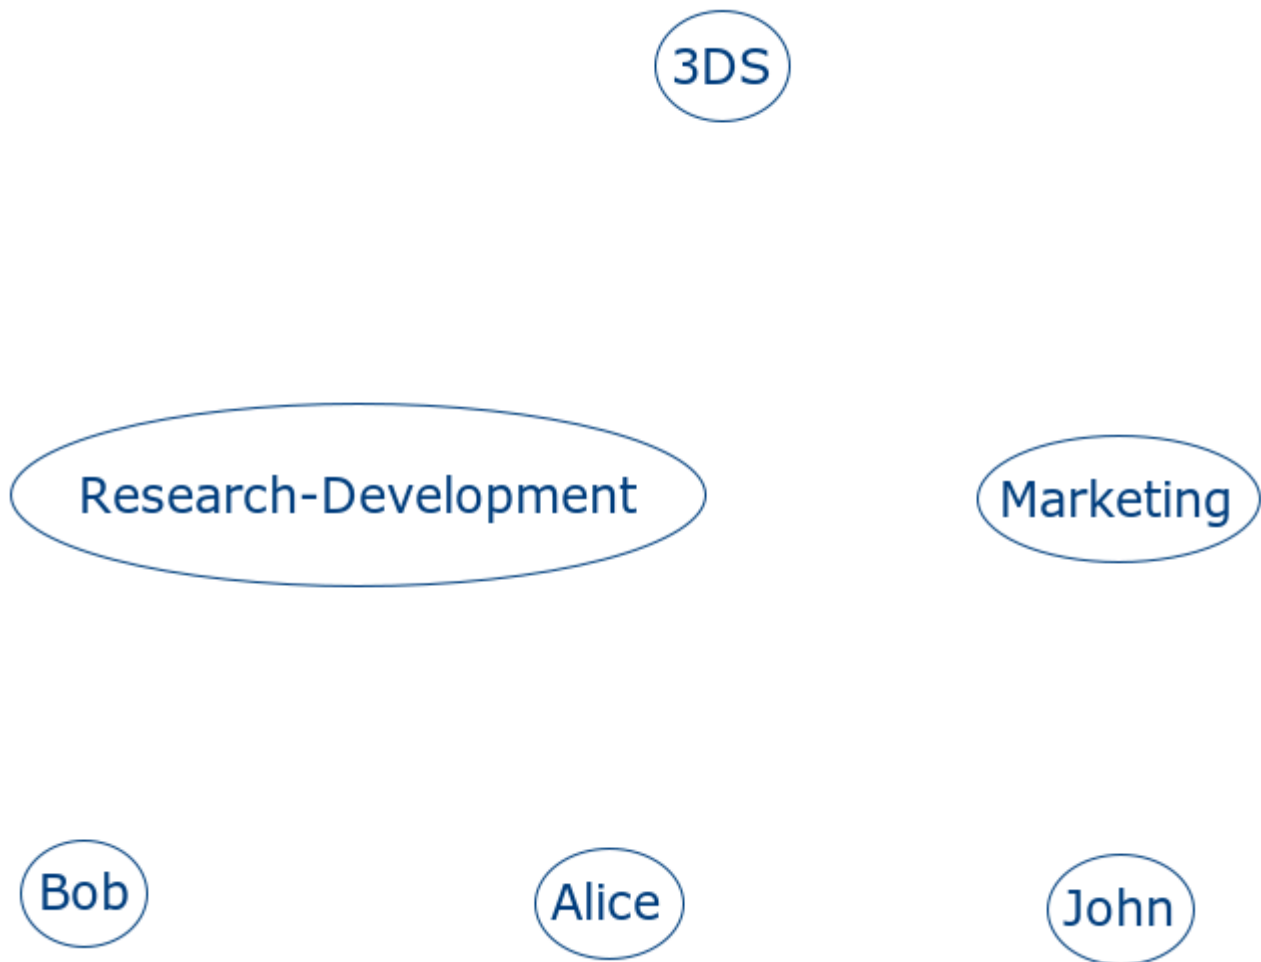 3DS
Research-Development
Marketing
Bob
Alice
John